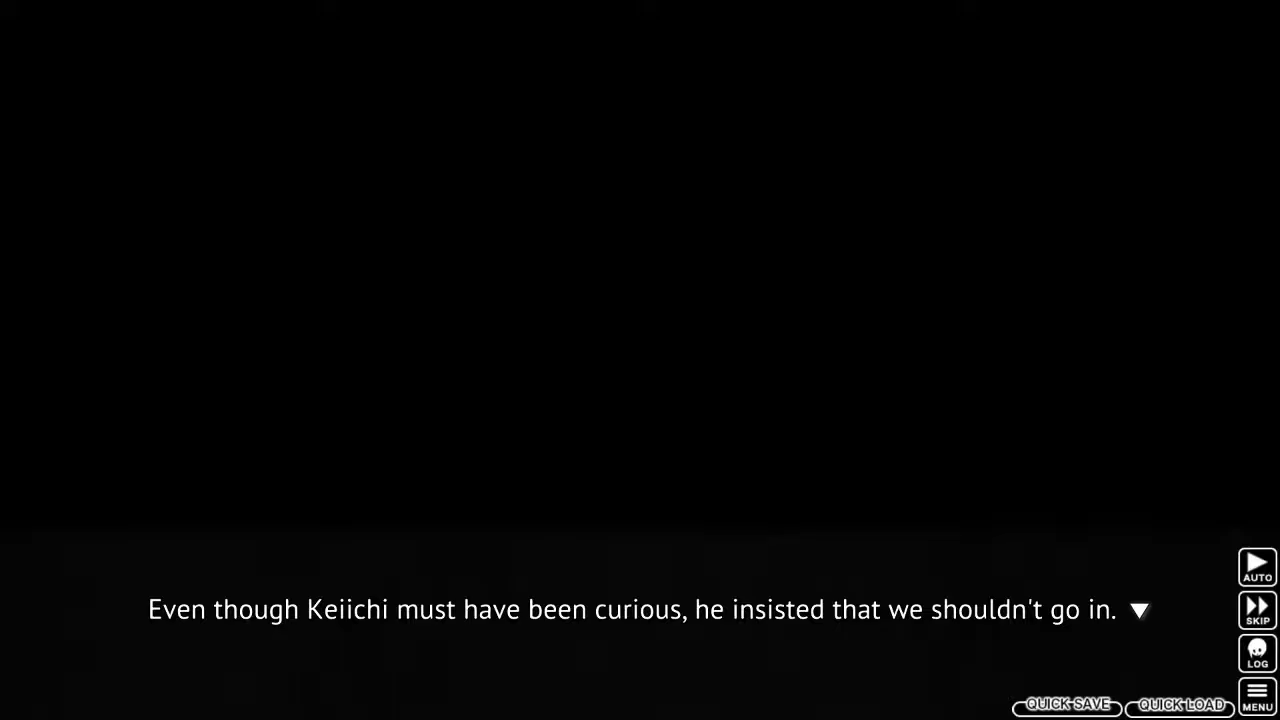 Even though Keiichi must have been curious, he insisted that we shouldn't go in.
AUTO
SKIP
LOG
MENU
QUICK SAVE
QUICK LOAD